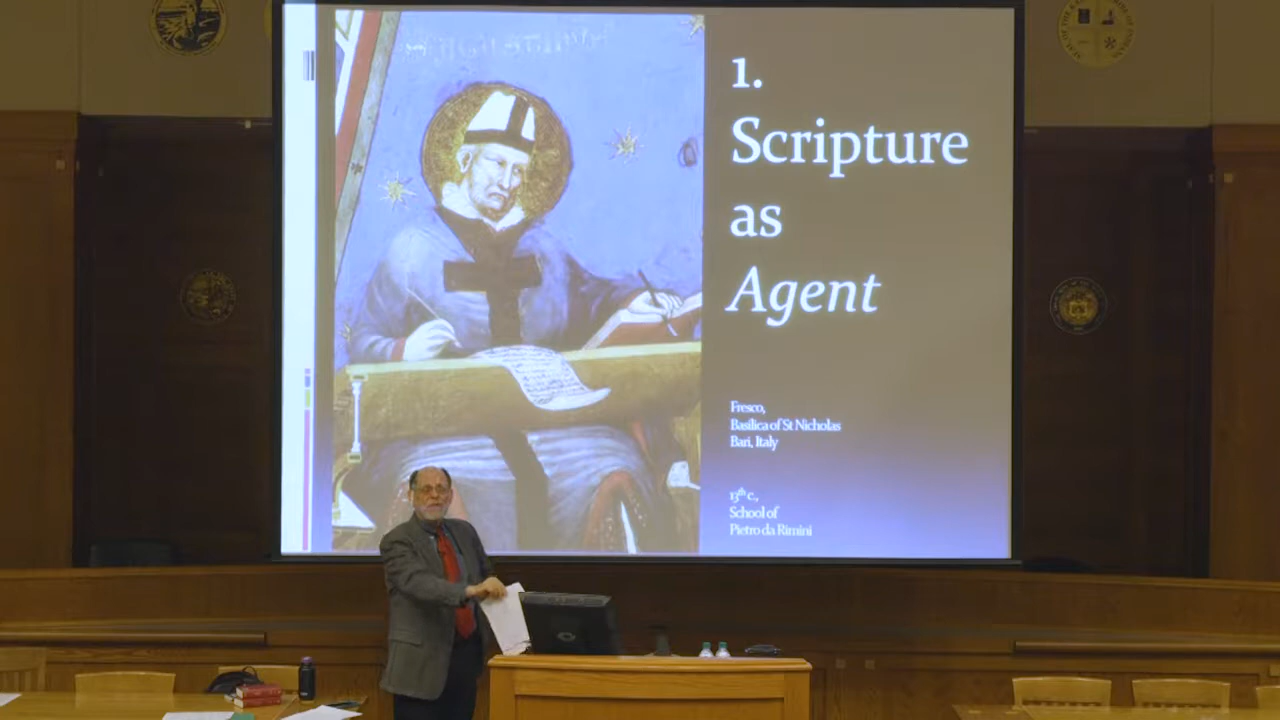 1.
Scripture
as
Agent
Fresco,
Basilica of St Nicholas
Bari, Italy
13th c.,
School of
Pietro da Rimini